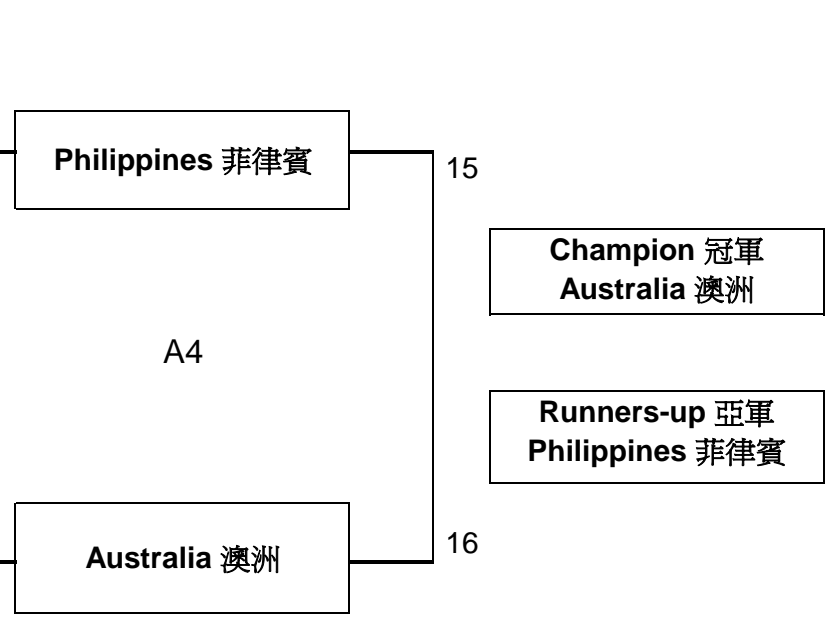 Philippines 菲律賓
15
Champion 冠軍
Australia 澳洲
A4
Runners-up 亞軍
Philippines 菲律賓
Australia 澳洲
16